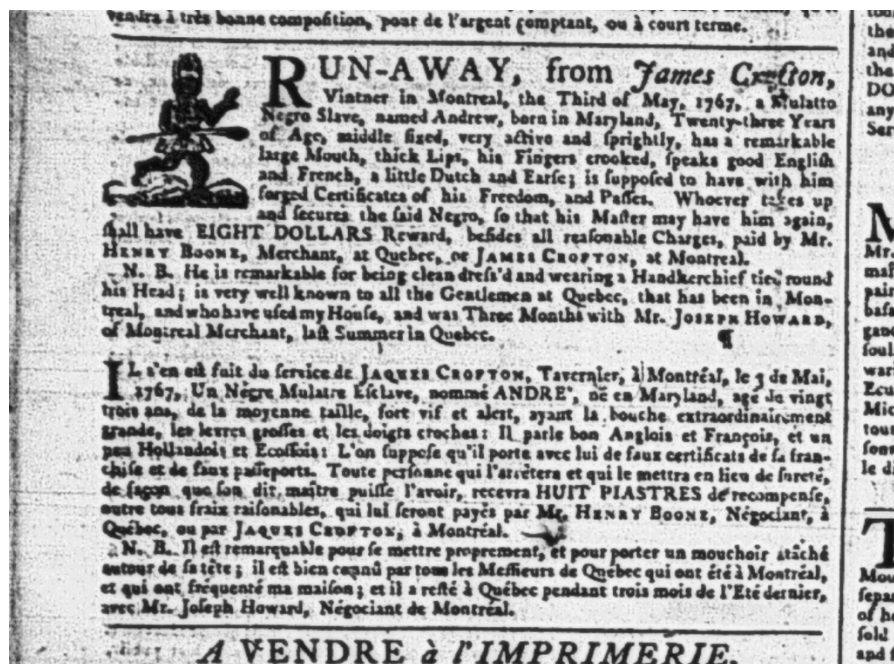 vendra à très bonne composition, pour de l'argent comptant, ou à court terme.
RUN-AWAY, from James Crofton,
Vintner in Montreal, the Third of May, 1767, a Mulatto
Negro Slave, named Andrew, born in Maryland, Twenty-three Years
of Age, middle sized, very active and sprightly, has a remarkable
large Mouth, thick Lips, his Fingers crooked, speaks good English
and French, a little Dutch and Earse; is supposed to have with him
forged Certificates of his Freedom, and Passes. Whoever takes up
and secures the said Negro, so that his Master may have him again,
shall have EIGHT DOLLARS Reward, besides all reasonable Charges, paid by Mr.
HENRY BOONE, Merchant, at Quebec, or JAMES CROFTON, at Montreal.
N. B. He is remarkable for being clean dress'd and wearing a Handkerchief tied round
his Head; is very well known to all the Gentlemen at Quebec, that has been in Mon-
treal, and who have used my House, and was Three Months with Mr. JOSEPH HOWARD,
of Montreal Merchant, last Summer in Quebec. ¶
IL s'en est fuit du service de JAQUES CROFTON, Tavernier, à Montréal, le 3 de Mai,
1767, Un Négre Mulatre Esclave, nommé ANDRE', né en Maryland, agé de vingt
trois ans, de la moyenne taille, fort vif et alert, ayant la bouche extraordinairement
grande, les levres grosses et les doigts croches: Il parle bon Anglois et François, et un
peu Hollandois et Ecossois: L'on suppose qu'il porte avec lui de faux certificats de sa fran-
chise et de faux passeports. Toute personne qui l'arrêtera et qui le mettra en lieu de sureté,
de façon que son dit maître puisse l'avoir, recevra HUIT PIASTRES de recompense,
outre tous fraix raisonables, qui lui seront payés par Mr. HENRY BOONE, Négociant, à
Québec, ou par JAQUES CROFTON, à Montréal.
N. B. Il est remarquable pour se mettre proprement, et pour porter un mouchoir ataché
autour de sa tête; il est bien connû par tous les Messieurs de Quebec qui ont été à Montréal,
et qui ont fréquenté ma maison; et il a resté à Québec pendant trois mois de l'Eté dernier,
avec Mr. Joseph Howard, Négociant de Montréal.
A VENDRE à l'IMPRIMERIE